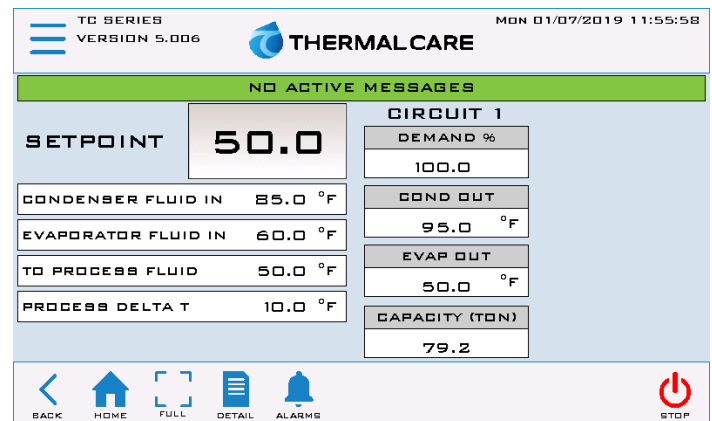 TC SERIES
VERSION 5.006
THERMALCARE
MON 01/07/2019 11:55:58
NO ACTIVE MESSAGES
SETPOINT 50.0
CONDENSER FLUID IN 85.0 °F
EVAPORATOR FLUID IN 60.0 °F
TO PROCESS FLUID 50.0 °F
PROCESS DELTA T 10.0 °F
CIRCUIT 1
DEMAND %
100.0
COND OUT
95.0 °F
EVAP OUT
50.0 °F
CAPACITY (TON)
79.2
BACK HOME FULL DETAIL ALARMS STOP